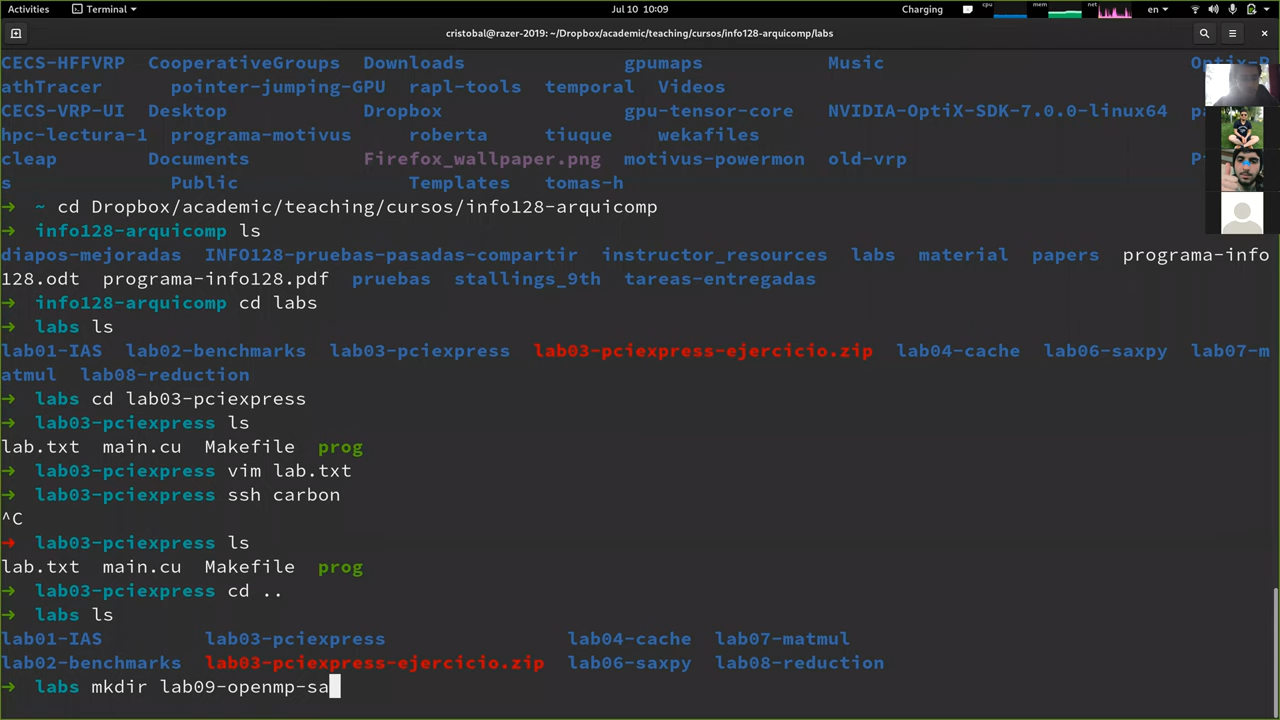 Activities Terminal Jul 10 10:09 Charging cpu mem net en
cristobal@razer-2019: ~/Dropbox/academic/teaching/cursos/info128-arquicomp/labs
CECS-HFFVRP CooperativeGroups Downloads gpumaps Music Optix-P
athTracer pointer-jumping-GPU rapl-tools temporal Videos
CECS-VRP-UI Desktop Dropbox gpu-tensor-core NVIDIA-OptiX-SDK-7.0.0-linux64
hpc-lectura-1 programa-motivus roberta tiuque wekafiles
cleap Documents Firefox_wallpaper.png motivus-powermon old-vrp
s Public Templates tomas-h
➜ ~ cd Dropbox/academic/teaching/cursos/info128-arquicomp
➜ info128-arquicomp ls
diapos-mejoradas INFO128-pruebas-pasadas-compartir instructor_resources labs material papers programa-info
128.odt programa-info128.pdf pruebas stallings_9th tareas-entregadas
➜ info128-arquicomp cd labs
➜ labs ls
lab01-IAS lab02-benchmarks lab03-pciexpress lab03-pciexpress-ejercicio.zip lab04-cache lab06-saxpy lab07-m
atmul lab08-reduction
➜ labs cd lab03-pciexpress
➜ lab03-pciexpress ls
lab.txt main.cu Makefile prog
➜ lab03-pciexpress vim lab.txt
➜ lab03-pciexpress ssh carbon
^C
➜ lab03-pciexpress ls
lab.txt main.cu Makefile prog
➜ lab03-pciexpress cd ..
➜ labs ls
lab01-IAS lab03-pciexpress lab04-cache lab07-matmul
lab02-benchmarks lab03-pciexpress-ejercicio.zip lab06-saxpy lab08-reduction
➜ labs mkdir lab09-openmp-sa